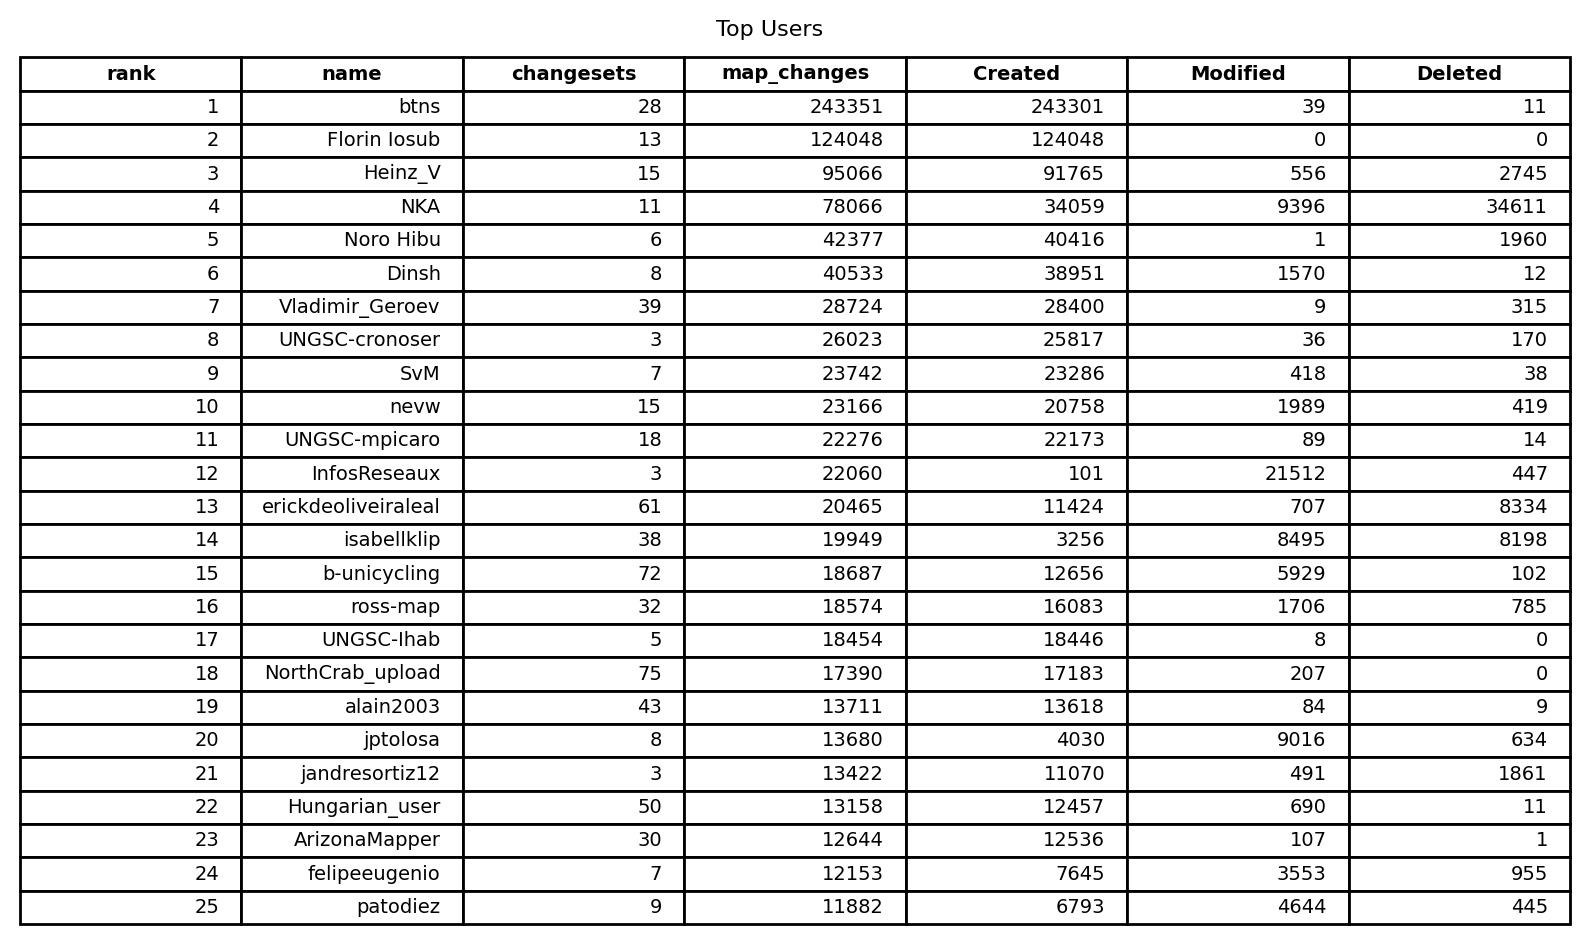 Top Users
rank name changesets map_changes Created Modified Deleted
1 btns 28 243351 243301 39 11
2 Florin Iosub 13 124048 124048 0 0
3 Heinz_V 15 95066 91765 556 2745
4 NKA 11 78066 34059 9396 34611
5 Noro Hibu 6 42377 40416 1 1960
6 Dinsh 8 40533 38951 1570 12
7 Vladimir_Geroev 39 28724 28400 9 315
8 UNGSC-cronoser 3 26023 25817 36 170
9 SvM 7 23742 23286 418 38
10 nevw 15 23166 20758 1989 419
11 UNGSC-mpicaro 18 22276 22173 89 14
12 InfosReseaux 3 22060 101 21512 447
13 erickdeoliveiraleal 61 20465 11424 707 8334
14 isabellklip 38 19949 3256 8495 8198
15 b-unicycling 72 18687 12656 5929 102
16 ross-map 32 18574 16083 1706 785
17 UNGSC-Ihab 5 18454 18446 8 0
18 NorthCrab_upload 75 17390 17183 207 0
19 alain2003 43 13711 13618 84 9
20 jptolosa 8 13680 4030 9016 634
21 jandresortiz12 3 13422 11070 491 1861
22 Hungarian_user 50 13158 12457 690 11
23 ArizonaMapper 30 12644 12536 107 1
24 felipeeugenio 7 12153 7645 3553 955
25 patodiez 9 11882 6793 4644 445